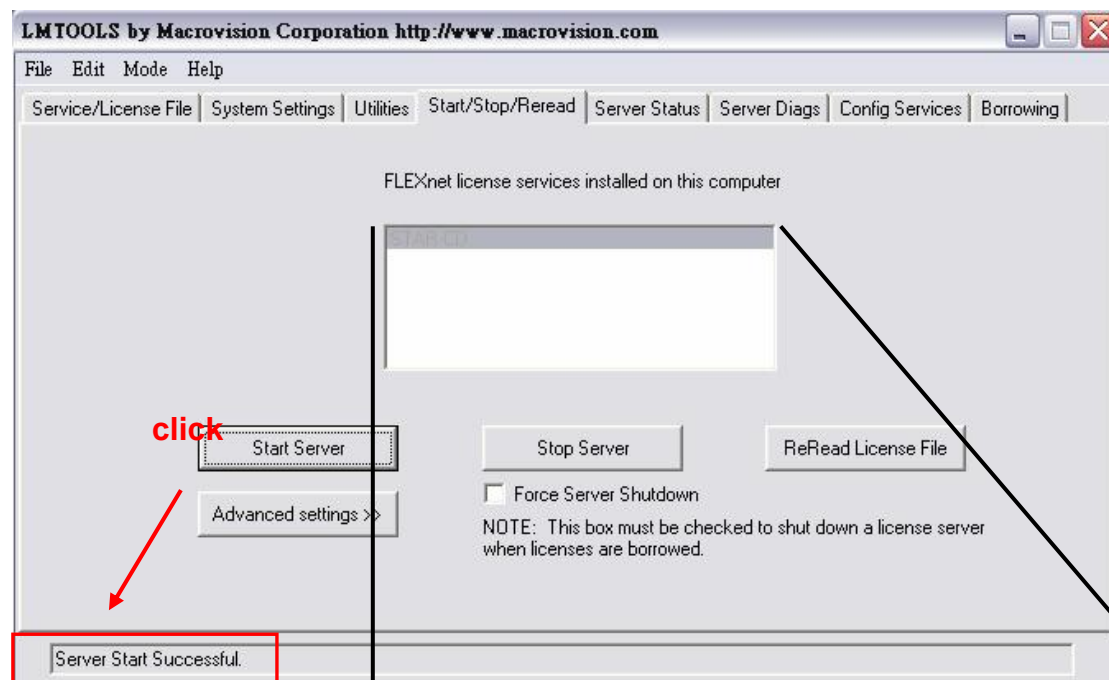 LMTOOLS by Macrovision Corporation http://www.macrovision.com
File Edit Mode Help
Service/License File System Settings Utilities Start/Stop/Reread Server Status Server Diags Config Services Borrowing
FLEXnet license services installed on this computer
STAR-CD
click
Start Server Stop Server ReRead License File
Advanced settings >>
Force Server Shutdown
NOTE: This box must be checked to shut down a license server
when licenses are borrowed.
Server Start Successful.